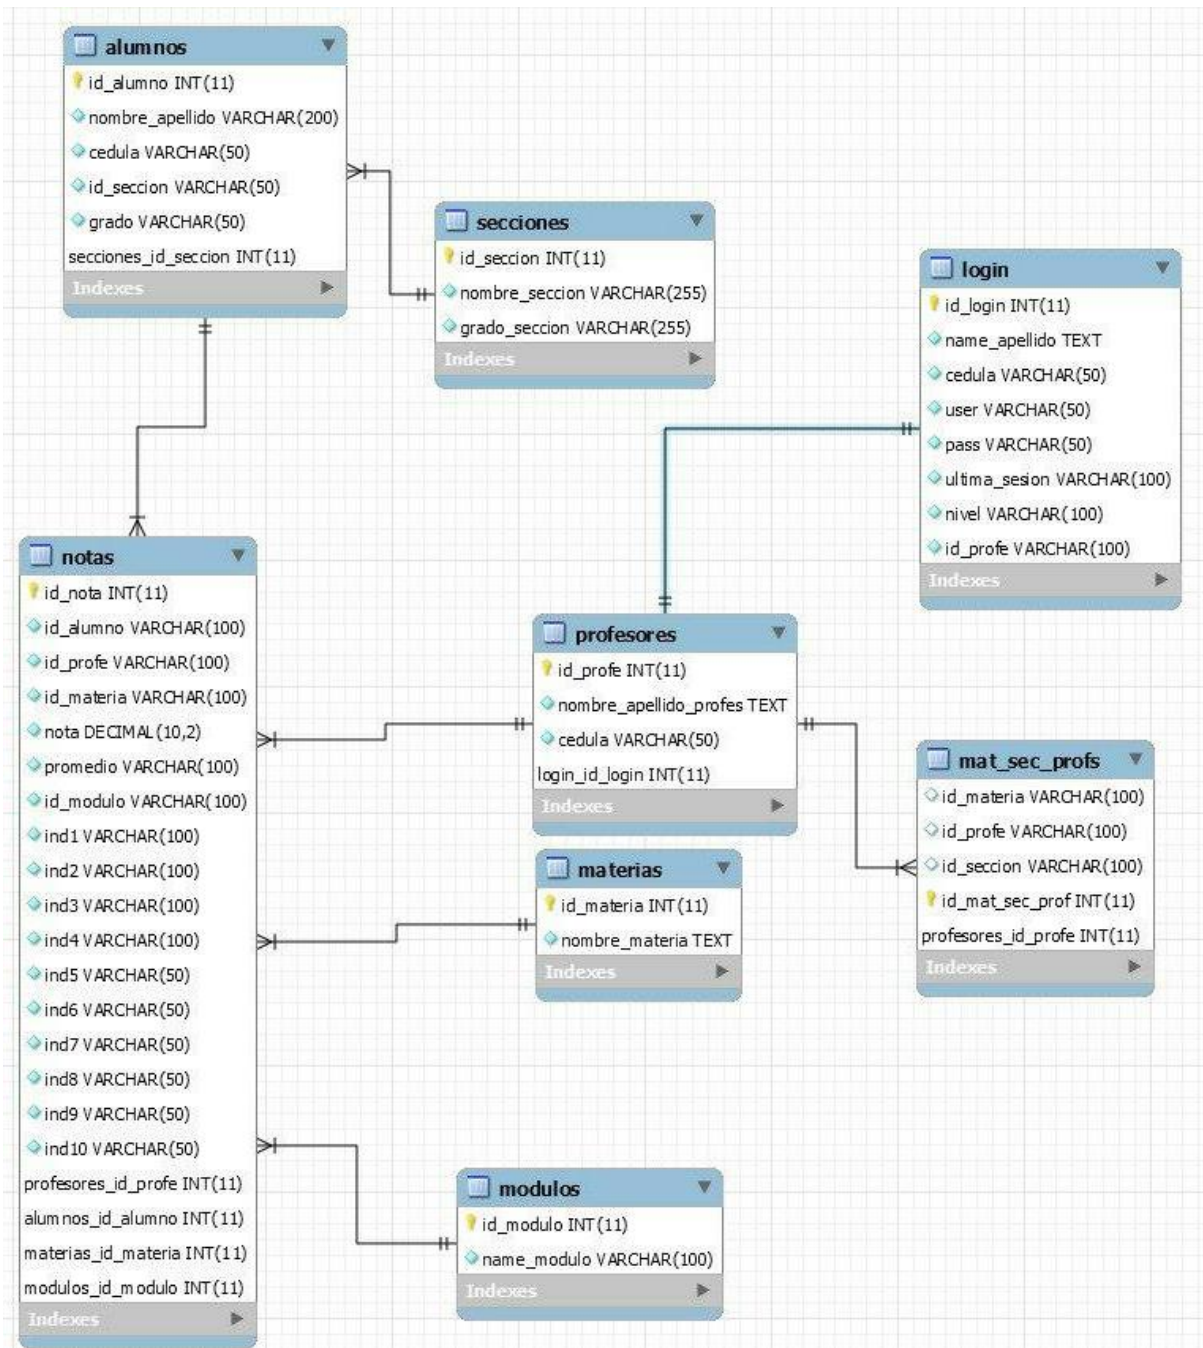 alumnos
id_alumno INT(11)
nombre_apellido VARCHAR(200)
cedula VARCHAR(50)
id_seccion VARCHAR(50)
grado VARCHAR(50)
secciones_id_seccion INT(11)
Indexes
secciones
id_seccion INT(11)
nombre_seccion VARCHAR(255)
grado_seccion VARCHAR(255)
Indexes
login
id_login INT(11)
name_apellido TEXT
cedula VARCHAR(50)
user VARCHAR(50)
pass VARCHAR(50)
ultima_sesion VARCHAR(100)
nivel VARCHAR(100)
id_profe VARCHAR(100)
Indexes
notas
id_nota INT(11)
id_alumno VARCHAR(100)
id_profe VARCHAR(100)
id_materia VARCHAR(100)
nota DECIMAL(10,2)
promedio VARCHAR(100)
id_modulo VARCHAR(100)
ind1 VARCHAR(100)
ind2 VARCHAR(100)
ind3 VARCHAR(100)
ind4 VARCHAR(100)
ind5 VARCHAR(50)
ind6 VARCHAR(50)
ind7 VARCHAR(50)
ind8 VARCHAR(50)
ind9 VARCHAR(50)
ind10 VARCHAR(50)
profesores_id_profe INT(11)
alumnos_id_alumno INT(11)
materias_id_materia INT(11)
modulos_id_modulo INT(11)
Indexes
profesores
id_profe INT(11)
nombre_apellido_profes TEXT
cedula VARCHAR(50)
login_id_login INT(11)
Indexes
mat_sec_profs
id_materia VARCHAR(100)
id_profe VARCHAR(100)
id_seccion VARCHAR(100)
id_mat_sec_prof INT(11)
profesores_id_profe INT(11)
Indexes
materias
id_materia INT(11)
nombre_materia TEXT
Indexes
modulos
id_modulo INT(11)
name_modulo VARCHAR(100)
Indexes